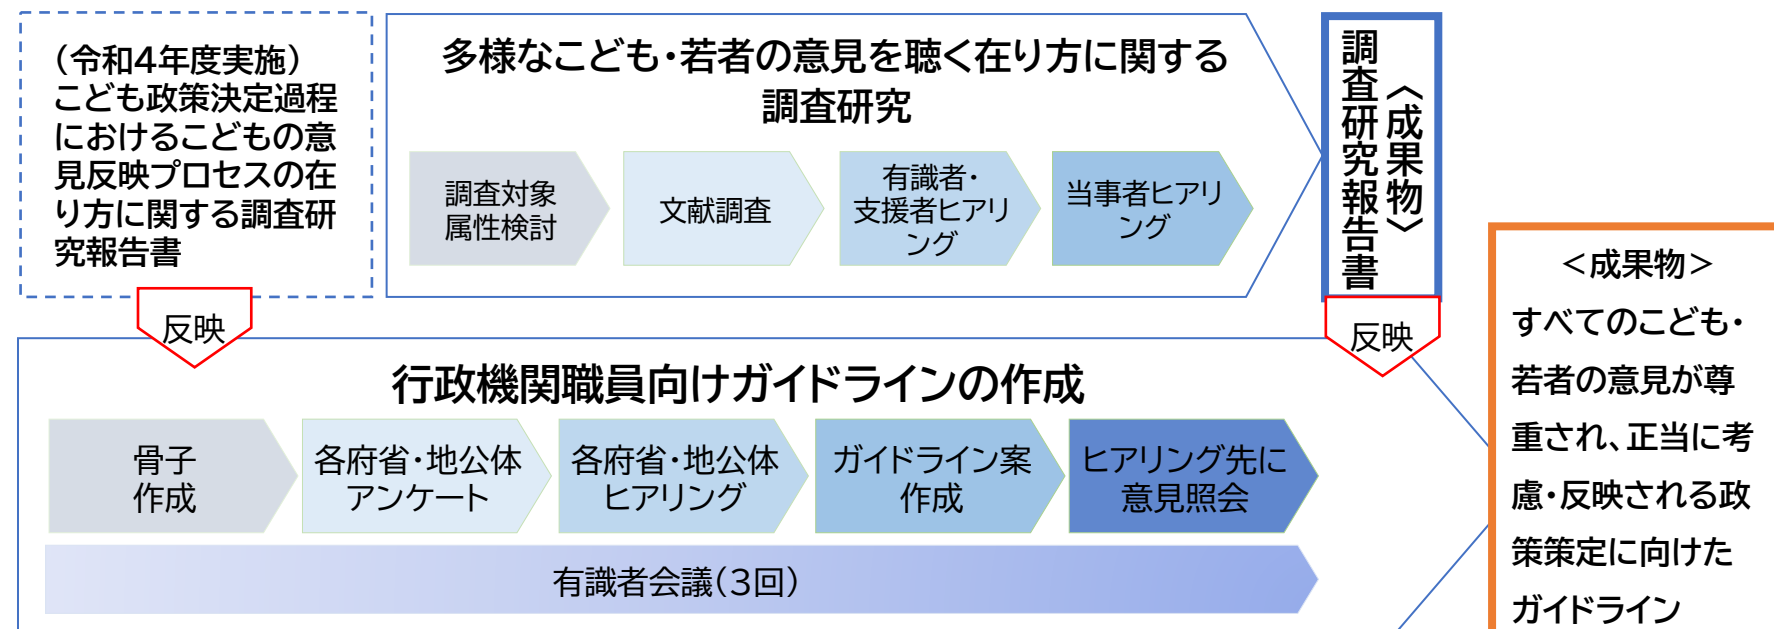 （令和4年度実施）
こども政策決定過程
におけるこどもの意
見反映プロセスの在
り方に関する調査研
究報告書
反映
多様なこども・若者の意見を聴く在り方に関する
調査研究
調査対象
属性検討
文献調査
有識者・
支援者ヒアリ
ング
当事者ヒアリ
ング
〈成果物〉
調査研究報告書
反映
行政機関職員向けガイドラインの作成
骨子
作成
各府省・地公体
アンケート
各府省・地公体
ヒアリング
ガイドライン案
作成
ヒアリング先に
意見照会
有識者会議（3回）
＜成果物＞
すべてのこども・
若者の意見が尊
重され、正当に考
慮・反映される政
策策定に向けた
ガイドライン